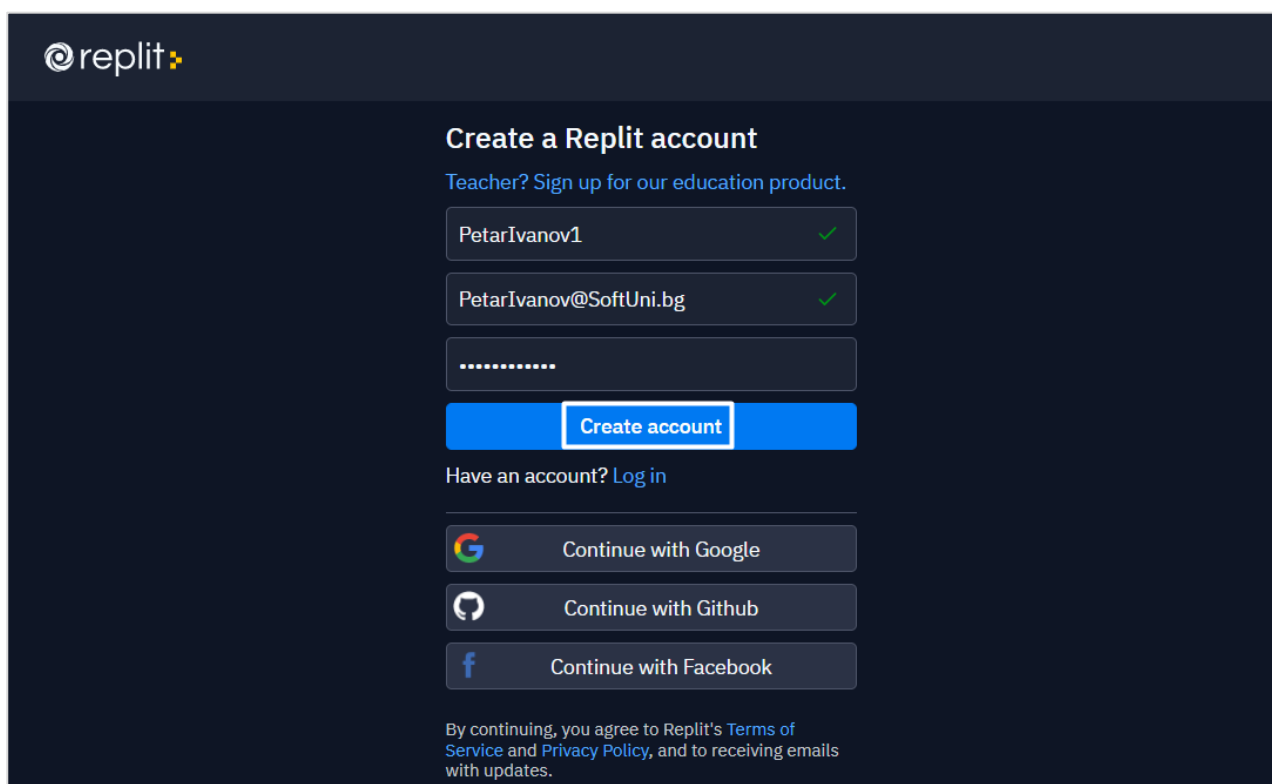 replit
Create a Replit account
Teacher? Sign up for our education product.
PetarIvanov1
PetarIvanov@SoftUni.bg
••••••••••••
Create account
Have an account? Log in
Continue with Google
Continue with Github
Continue with Facebook
By continuing, you agree to Replit's Terms of
Service and Privacy Policy, and to receiving emails
with updates.